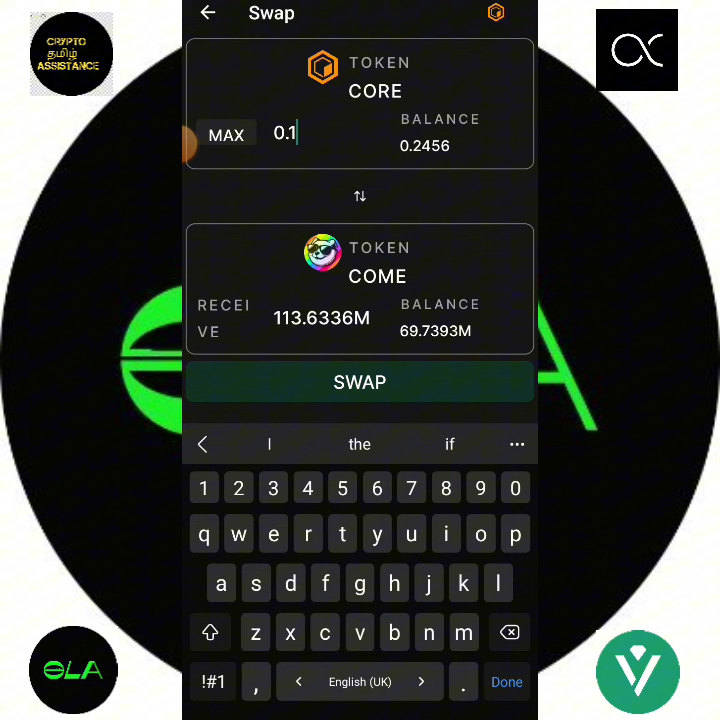 CRYPTO
தமிழ்
ASSISTANCE
Swap
TOKEN
CORE
MAX
0.1
BALANCE
0.2456
TOKEN
COME
RECEI
VE
113.6336M
BALANCE
69.7393M
SWAP
I the if
1 2 3 4 5 6 7 8 9 0
q w e r t y u i o p
a s d f g h j k l
z x c v b n m
!#1 , English (UK) . Done
OLA